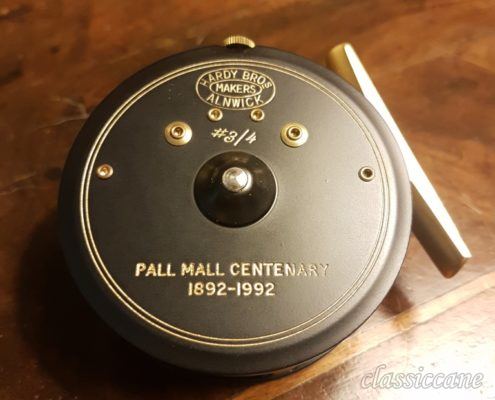 HARDY BROS
MAKERS
ALNWICK
#3/4
PALL MALL CENTENARY
1892-1992
classiccane